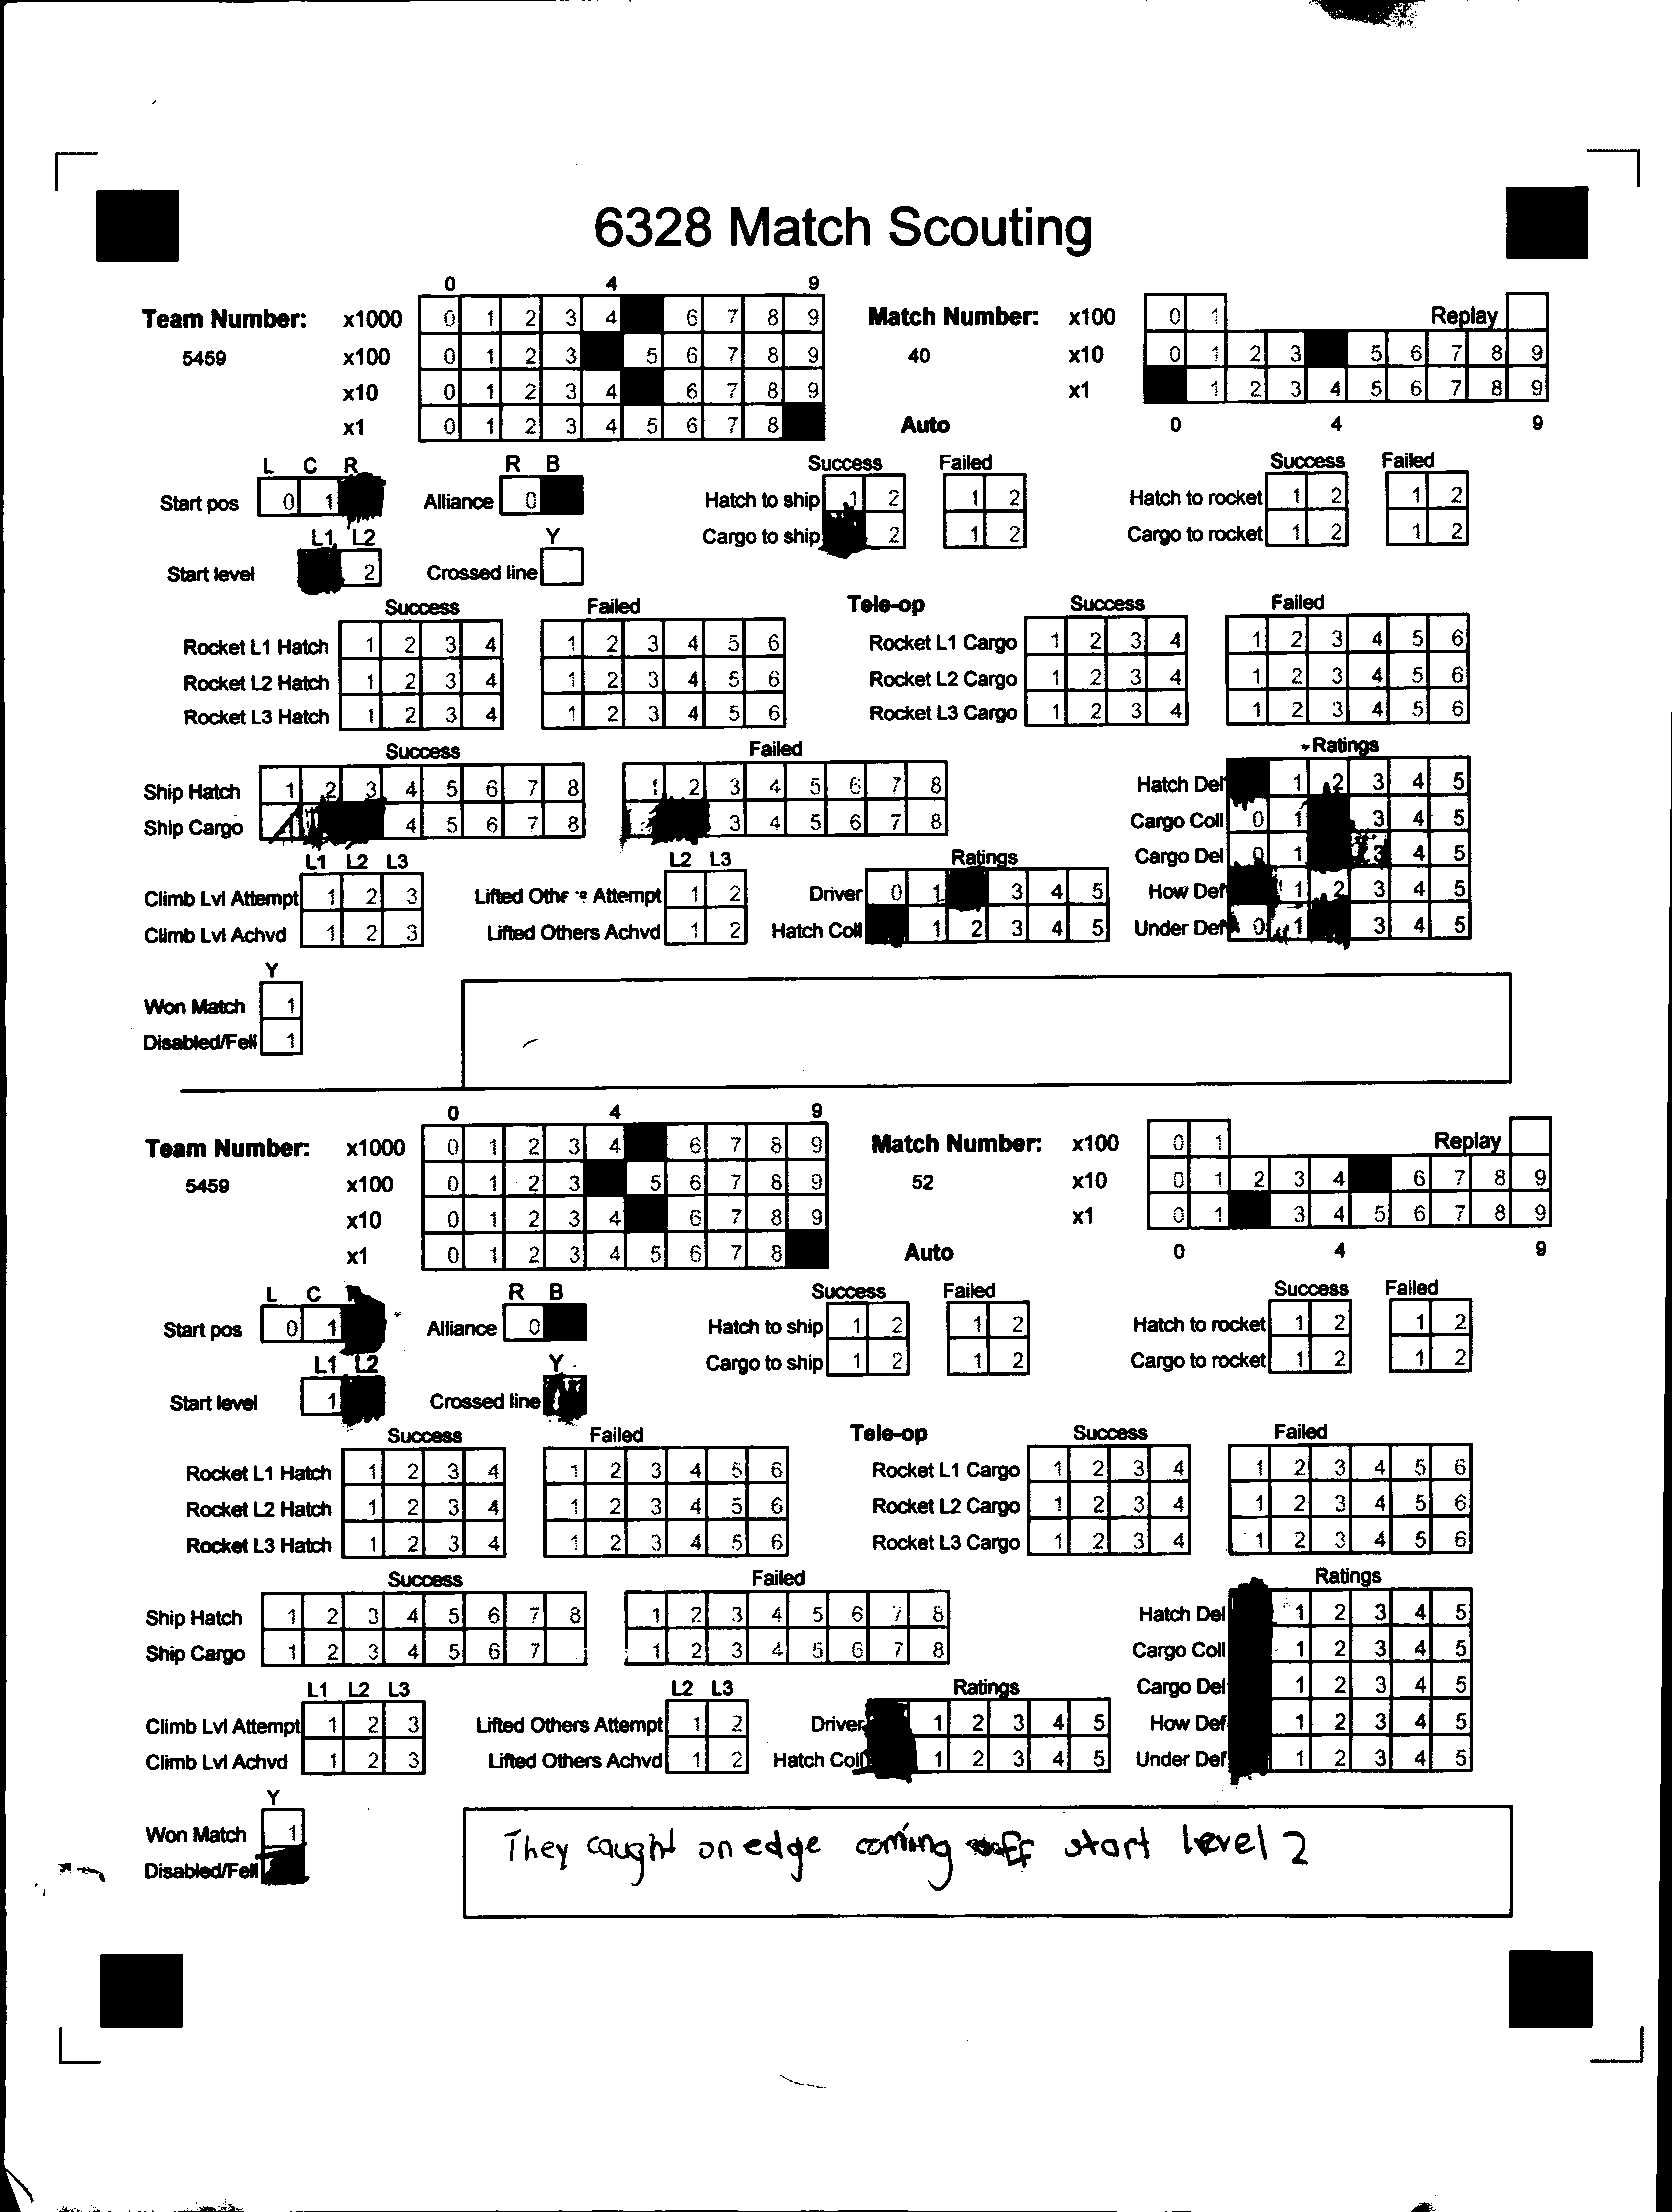 6328 Match Scouting
0 4 9
Team Number: x1000 0 1 2 3 4 6 7 8 9 Match Number: x100 0 1 Replay
5459 x100 0 1 2 3 5 6 7 8 9 40 x10 0 1 2 3 5 6 7 8 9
x10 0 1 2 3 4 6 7 8 9 x1 1 2 3 4 5 6 7 8 9
x1 0 1 2 3 4 5 6 7 8 Auto 0 4 9
L C R R B Success Failed Success Failed
Start pos 0 1 Alliance 0 Hatch to ship 1 2 1 2 Hatch to rocket 1 2 1 2
L1 L2 Y Cargo to ship 2 1 2 Cargo to rocket 1 2 1 2
Start level 2 Crossed line
Success Failed Tele-op Success Failed
Rocket L1 Hatch 1 2 3 4 1 2 3 4 5 6 Rocket L1 Cargo 1 2 3 4 1 2 3 4 5 6
Rocket L2 Hatch 1 2 3 4 1 2 3 4 5 6 Rocket L2 Cargo 1 2 3 4 1 2 3 4 5 6
Rocket L3 Hatch 1 2 3 4 1 2 3 4 5 6 Rocket L3 Cargo 1 2 3 4 1 2 3 4 5 6
Success Failed Ratings
Ship Hatch 1 2 3 4 5 6 7 8 1 2 3 4 5 6 7 8 Hatch Del 1 2 3 4 5
Ship Cargo 4 5 6 7 8 3 4 5 6 7 8 Cargo Coll 0 1 3 4 5
L1 L2 L3 L2 L3 Ratings Cargo Del 0 1 3 4 5
Climb Lvl Attempt 1 2 3 Lifted Attempt 1 2 Driver 0 1 3 4 5 How Def 1 2 3 4 5
Climb Lvl Achvd 1 2 3 Lifted Others Achvd 1 2 Hatch Coll 1 2 3 4 5 Under Def 0 1 3 4 5
Y
Won Match 1
Disabled/Fell 1
0 4 9
Team Number: x1000 0 1 2 3 4 6 7 8 9 Match Number: x100 0 1 Replay
5459 x100 0 1 2 3 5 6 7 8 9 52 x10 0 1 2 3 4 6 7 8 9
x10 0 1 2 3 4 6 7 8 9 x1 0 1 3 4 5 6 7 8 9
x1 0 1 2 3 4 5 6 7 8 Auto 0 4 9
L C R B Success Failed Success Failed
Start pos 0 1 Alliance 0 Hatch to ship 1 2 1 2 Hatch to rocket 1 2 1 2
L1 L2 Y Cargo to ship 1 2 1 2 Cargo to rocket 1 2 1 2
Start level 1 Crossed line
Success Failed Tele-op Success Failed
Rocket L1 Hatch 1 2 3 4 1 2 3 4 5 6 Rocket L1 Cargo 1 2 3 4 1 2 3 4 5 6
Rocket L2 Hatch 1 2 3 4 1 2 3 4 5 6 Rocket L2 Cargo 1 2 3 4 1 2 3 4 5 6
Rocket L3 Hatch 1 2 3 4 1 2 3 4 5 6 Rocket L3 Cargo 1 2 3 4 1 2 3 4 5 6
Success Failed Ratings
Ship Hatch 1 2 3 4 5 6 7 8 1 2 3 4 5 6 7 8 Hatch Del 1 2 3 4 5
Ship Cargo 1 2 3 4 5 6 7 1 2 3 4 5 6 7 8 Cargo Coll 1 2 3 4 5
L1 L2 L3 L2 L3 Ratings Cargo Del 1 2 3 4 5
Climb Lvl Attempt 1 2 3 Lifted Others Attempt 1 2 Driver 1 2 3 4 5 How Def 1 2 3 4 5
Climb Lvl Achvd 1 2 3 Lifted Others Achvd 1 2 Hatch Coll 1 2 3 4 5 Under Def 1 2 3 4 5
Y
Won Match 1
Disabled/Fell
They caught on edge coming off start level 2